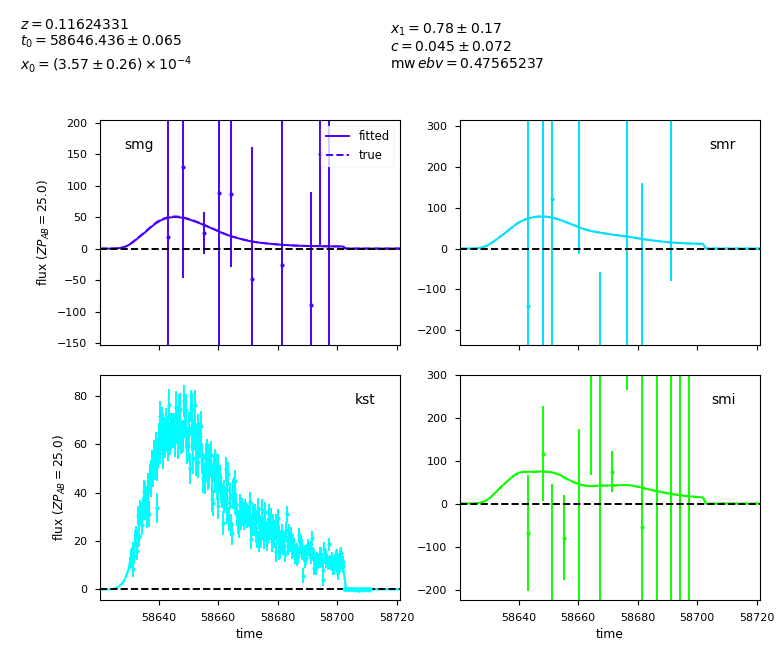 z = 0.11624331
t₀ = 58646.436 ± 0.065
x₀ = (3.57 ± 0.26) × 10⁻⁴
x₁ = 0.78 ± 0.17
c = 0.045 ± 0.072
mw ebv = 0.47565237
smg
fitted
true
200
150
100
50
0
−50
−100
−150
flux (ZP_AB = 25.0)
smr
300
200
100
0
−100
−200
kst
80
60
40
20
0
flux (ZP_AB = 25.0)
58640 58660 58680 58700 58720
time
smi
300
200
100
0
−100
−200
58640 58660 58680 58700 58720
time